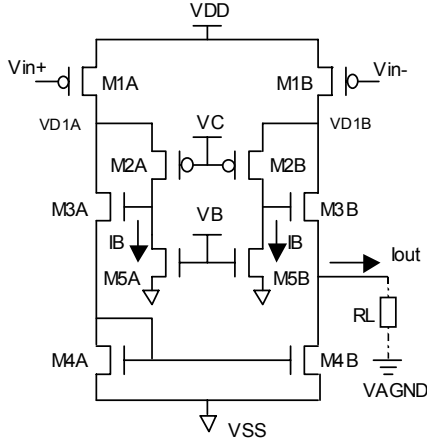 VDD
Vin+ M1A M1B Vin-
VD1A VC VD1B
M2A M2B
M3A M3B
VB
IB IB Iout
M5A M5B
RL
M4A M4B
VAGND
VSS